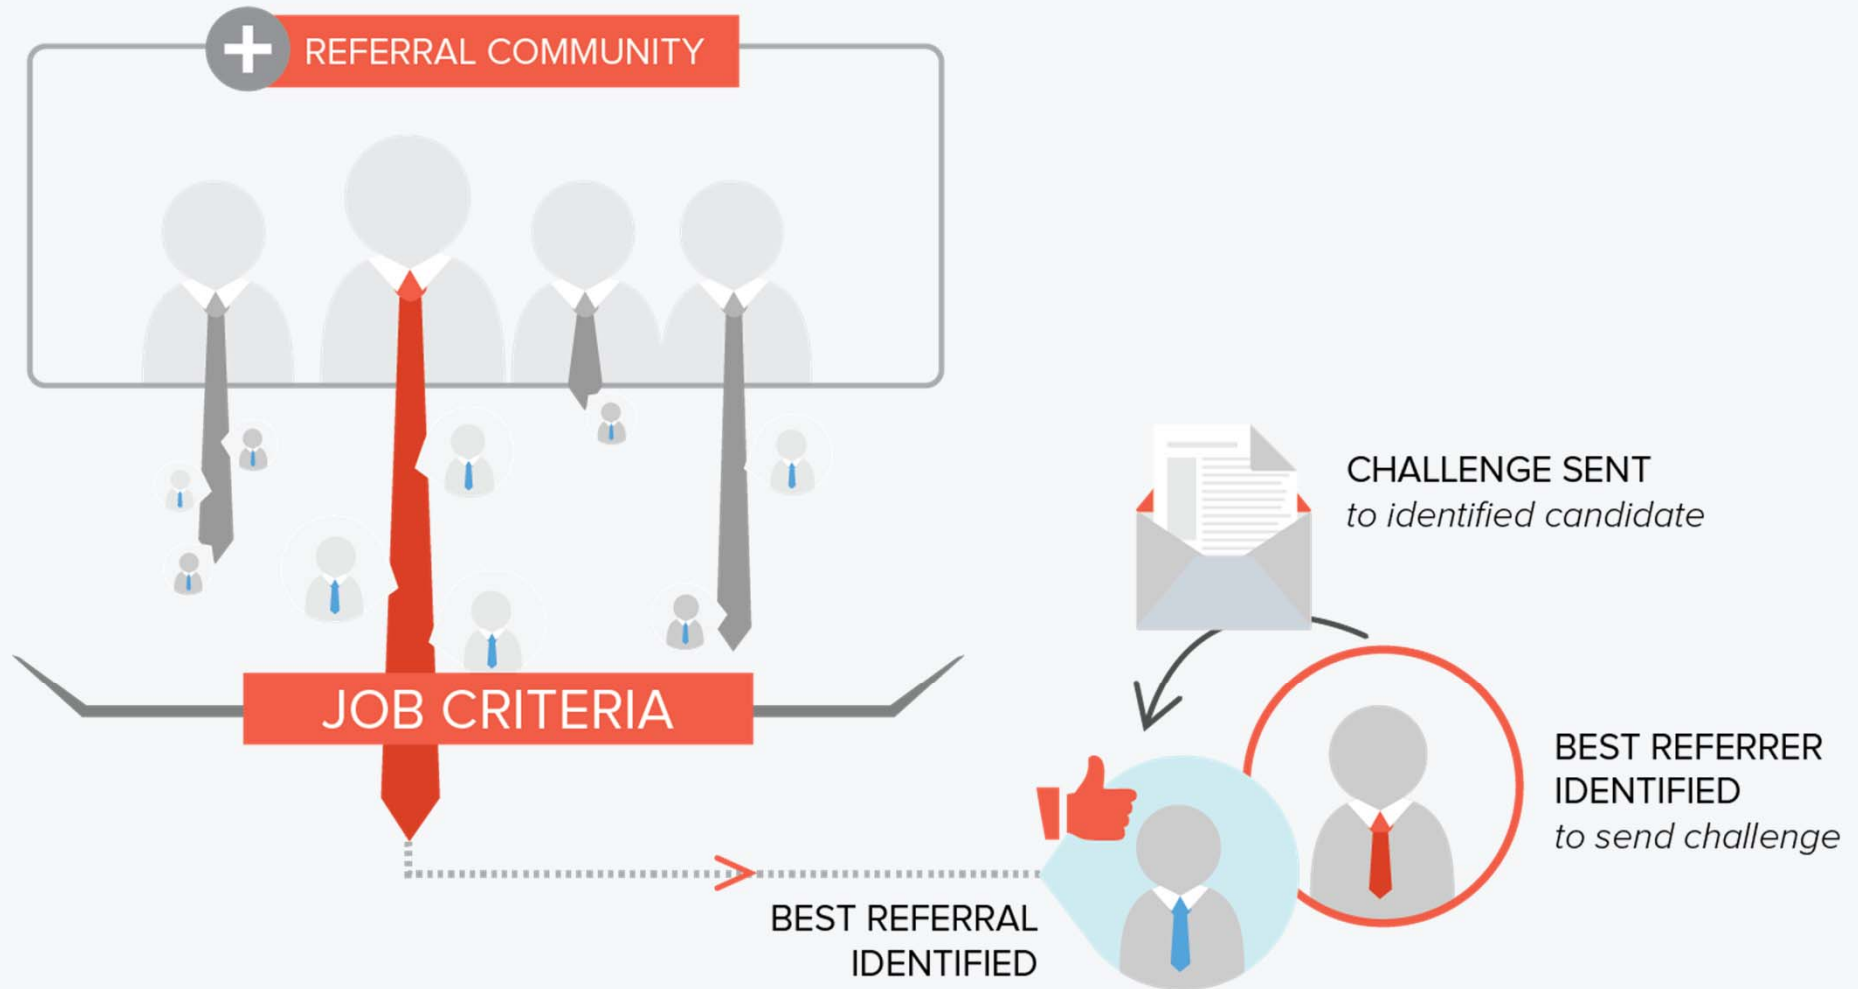 REFERRAL COMMUNITY
JOB CRITERIA
CHALLENGE SENT
to identified candidate
BEST REFERRER
IDENTIFIED
to send challenge
BEST REFERRAL
IDENTIFIED